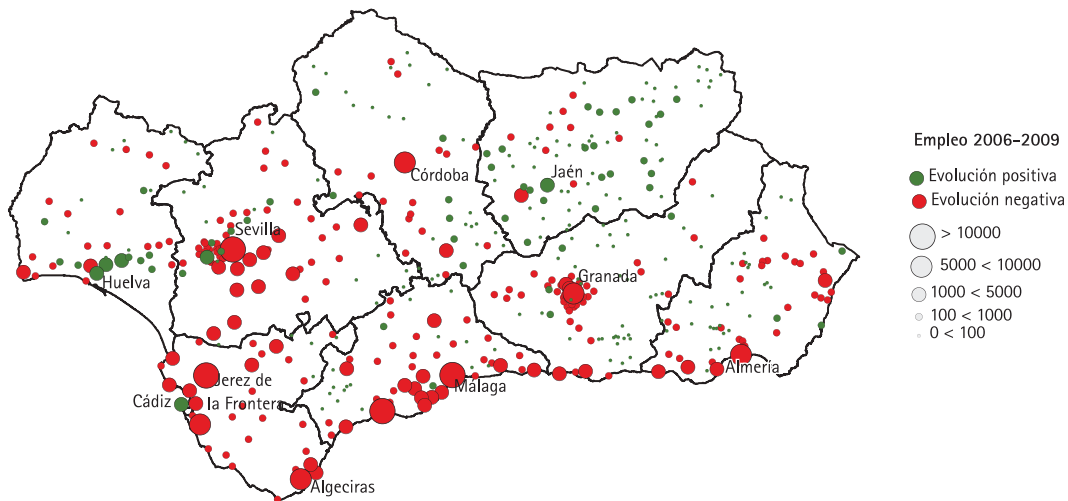 Empleo 2006-2009
Evolución positiva
Evolución negativa
> 10000
5000 < 10000
1000 < 5000
100 < 1000
0 < 100
Córdoba
Jaén
Sevilla
Huelva
Granada
Jerez de
la Frontera
Cádiz
Málaga
Almería
Algeciras